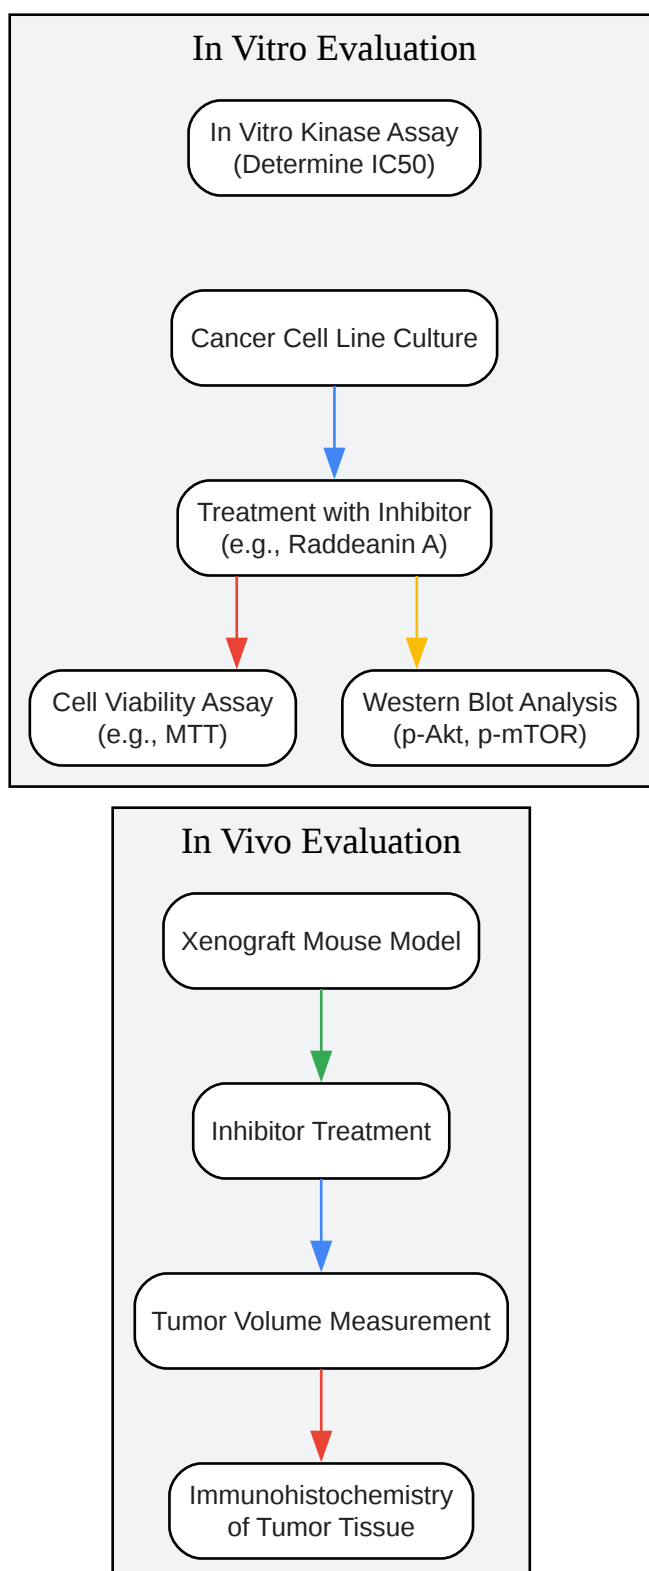 In Vitro Evaluation
In Vitro Kinase Assay
(Determine IC50)
Cancer Cell Line Culture
Treatment with Inhibitor
(e.g., Raddeanin A)
Cell Viability Assay
(e.g., MTT)
Western Blot Analysis
(p-Akt, p-mTOR)
In Vivo Evaluation
Xenograft Mouse Model
Inhibitor Treatment
Tumor Volume Measurement
Immunohistochemistry
of Tumor Tissue